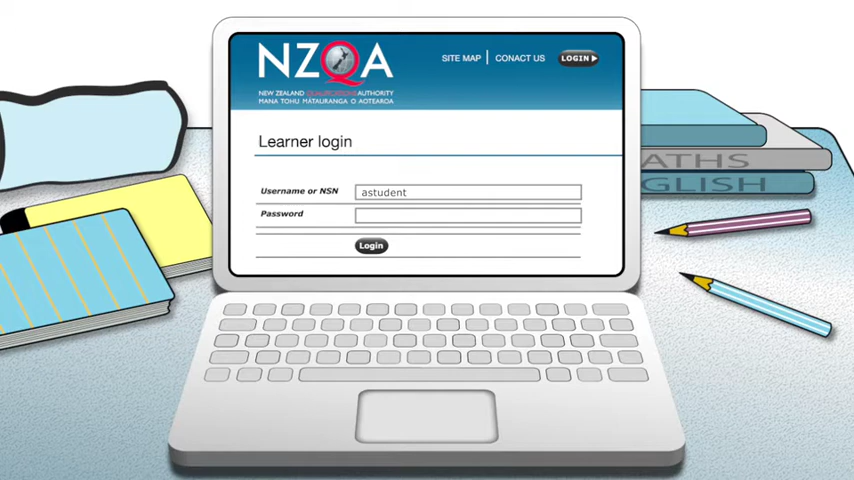 NZQA
NEW ZEALAND QUALIFICATIONS AUTHORITY
MANA TOHU MĀTAURANGA O AOTEAROA
SITE MAP | CONACT US LOGIN
Learner login
Username or NSN astudent
Password
Login
ATHS
GLISH